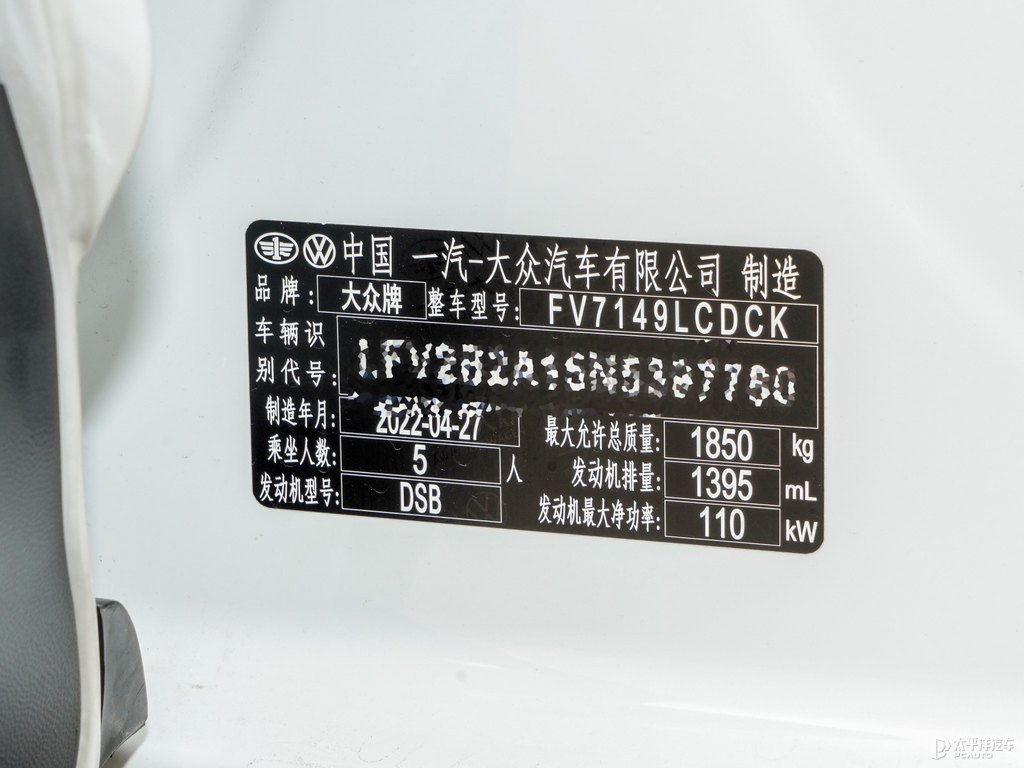 中国 一汽-大众汽车有限公司 制造
品牌: 大众牌 整车型号: FV7149LCDCK
车辆识
别代号:
制造年月: 2022-04-27 最大允许总质量: 1850 kg
乘坐人数: 5 人 发动机排量: 1395 mL
发动机型号: DSB 发动机最大净功率: 110 kW
太平洋汽车
PCAUTO